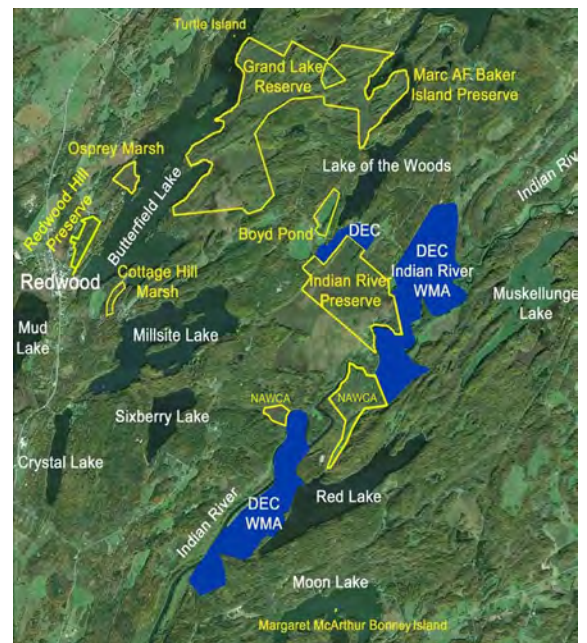 Turtle Island
Grand Lake
Reserve
Marc AF Baker
Island Preserve
Osprey Marsh
Lake of the Woods
Indian Riv
Redwood Hill
Preserve
Butterfield Lake
Boyd Pond
DEC
DEC
Indian River
WMA
Redwood
Cottage Hill
Marsh
Indian River
Preserve
Muskellunge
Lake
Mud
Lake
Millsite Lake
NAWCA
NAWCA
Sixberry Lake
Crystal Lake
Indian River
DEC
WMA
Red Lake
Moon Lake
Margaret McArthur Bonney Island